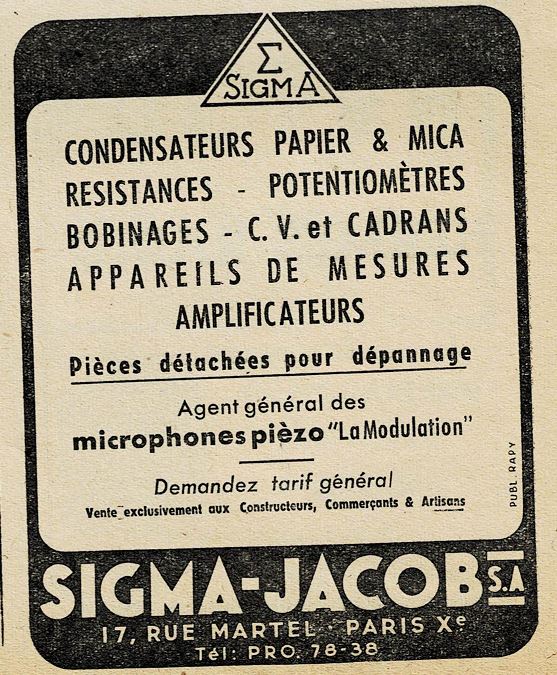 Σ
SIGMA
CONDENSATEURS PAPIER & MICA
RESISTANCES - POTENTIOMÈTRES
BOBINAGES - C.V. et CADRANS
APPAREILS DE MESURES
AMPLIFICATEURS
Pièces détachées pour dépannage
Agent général des
microphones pièzo "La Modulation"
Demandez tarif général
Vente exclusivement aux Constructeurs, Commerçants & Artisans
PUBL. RAPY
SIGMA-JACOB S.A
17, RUE MARTEL · PARIS Xe
Tél: PRO. 78-38